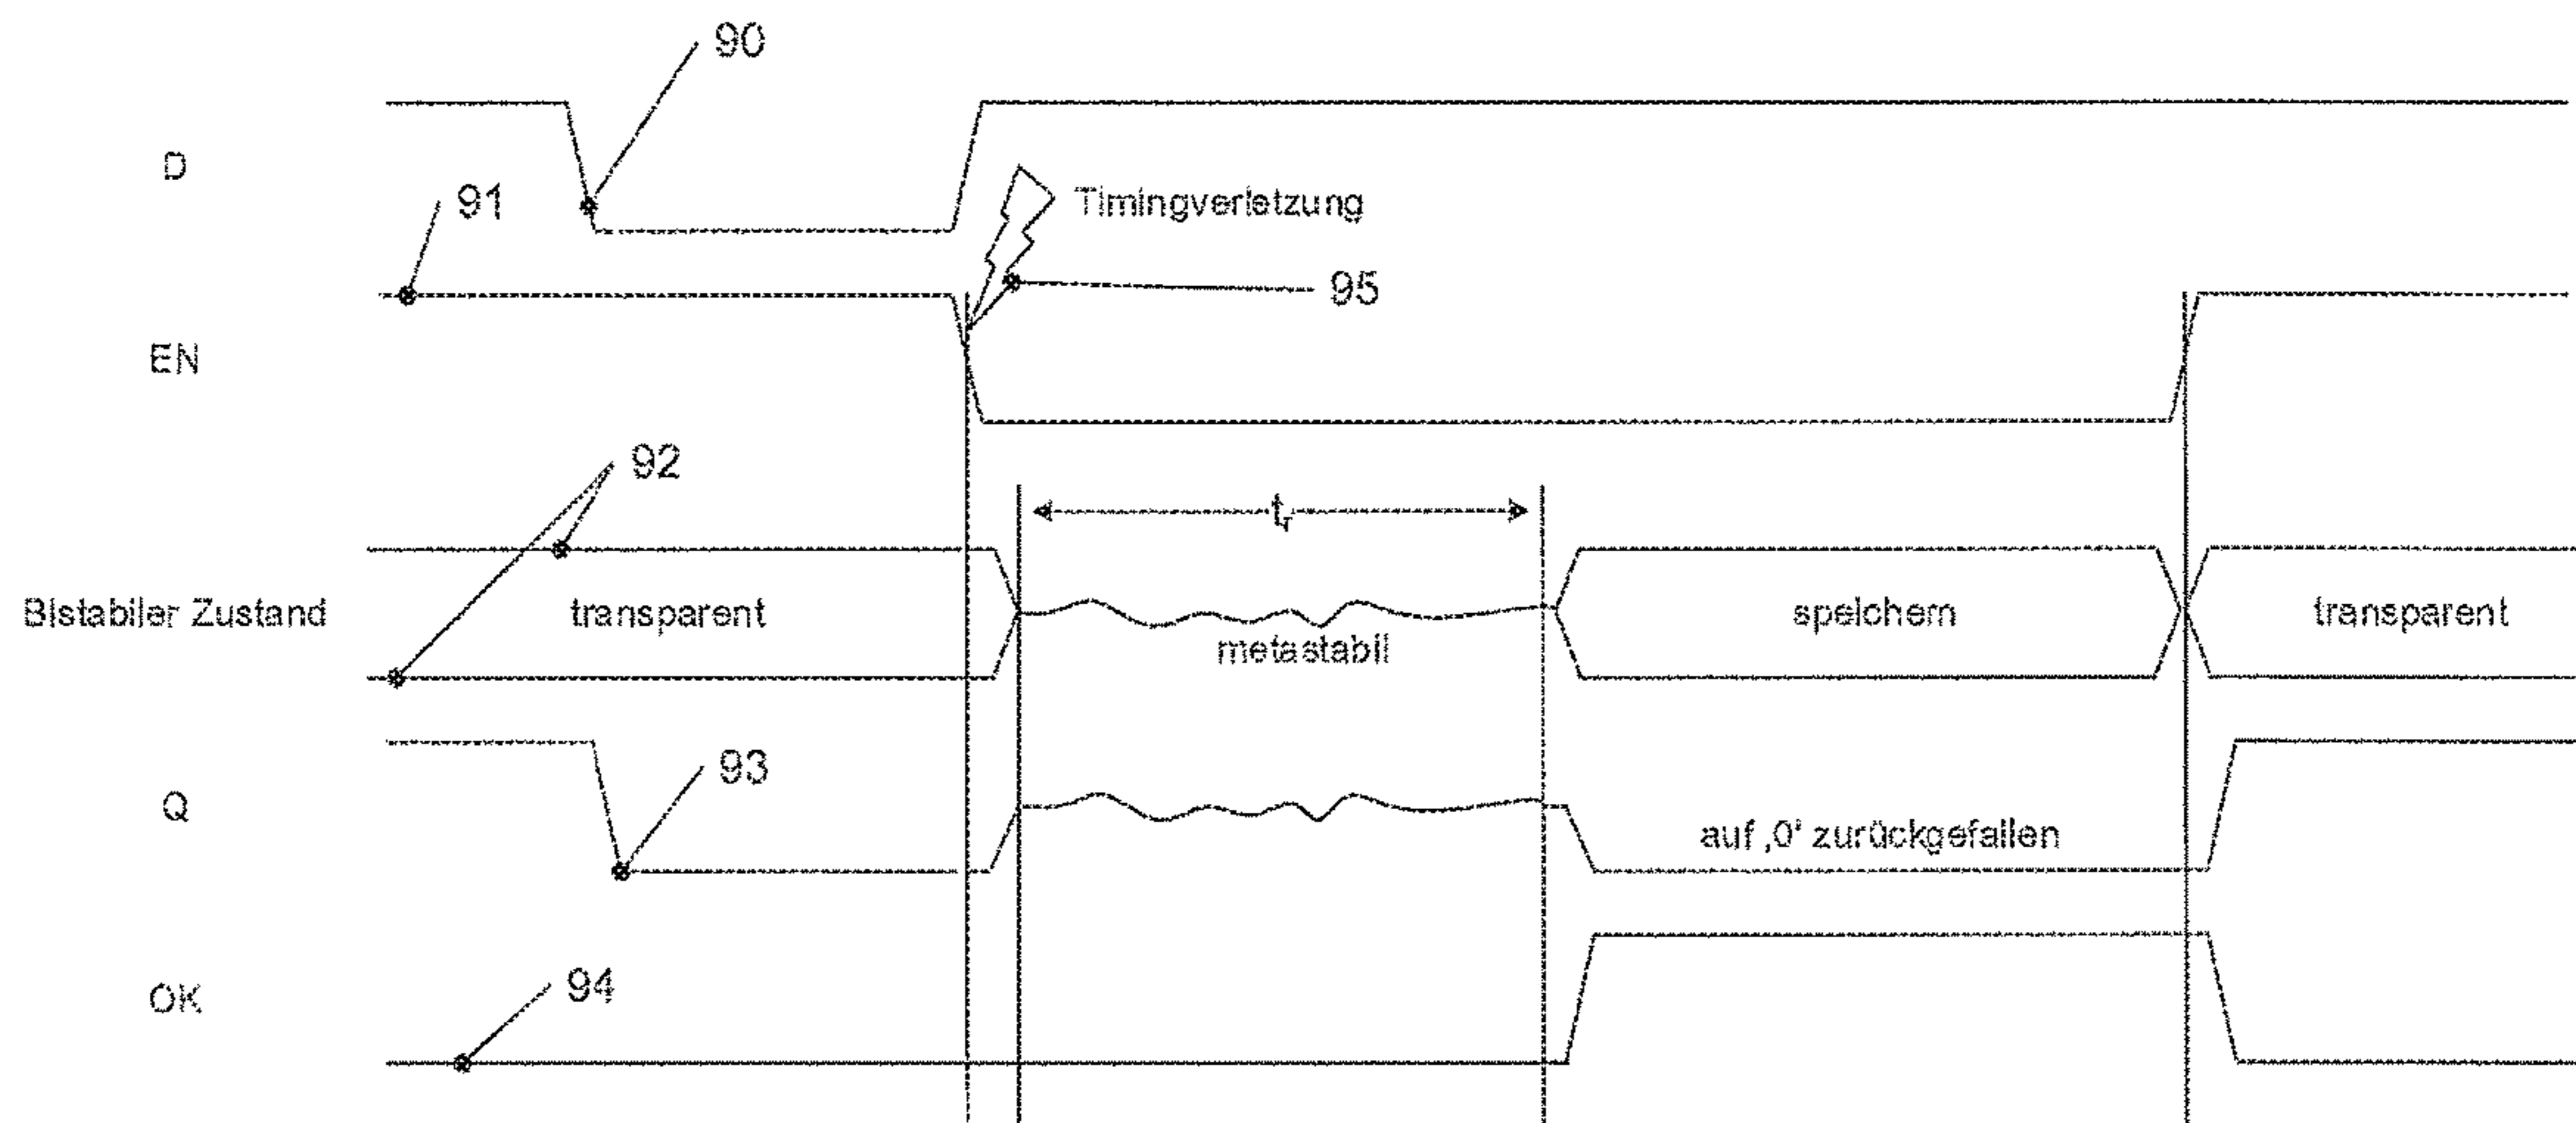 90
D
91
Timingverletzung
95
EN
92
tr
Bistabiler Zustand
transparent
metastabil
speichern
transparent
93
Q
auf ‚0' zurückgefallen
94
OK